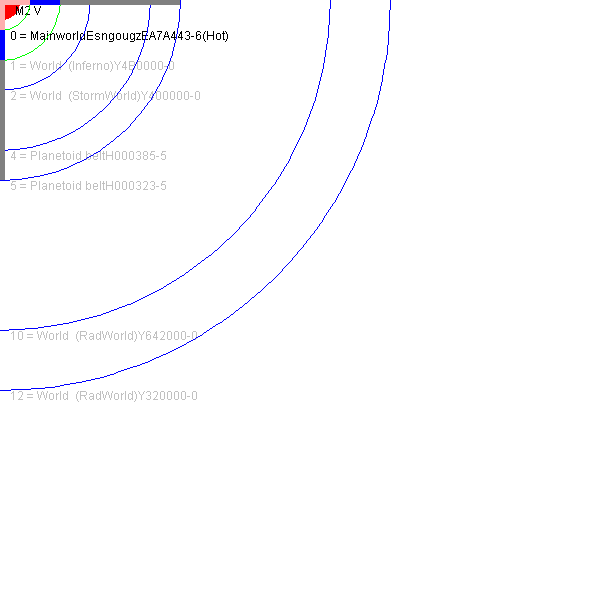 M2 V
0 = MainworldEsngougzEA7A443-6(Hot)
1 = World (Inferno)Y4B0000-0
2 = World (StormWorld)Y400000-0
4 = Planetoid beltH000385-5
5 = Planetoid beltH000323-5
10 = World (RadWorld)Y642000-0
12 = World (RadWorld)Y320000-0